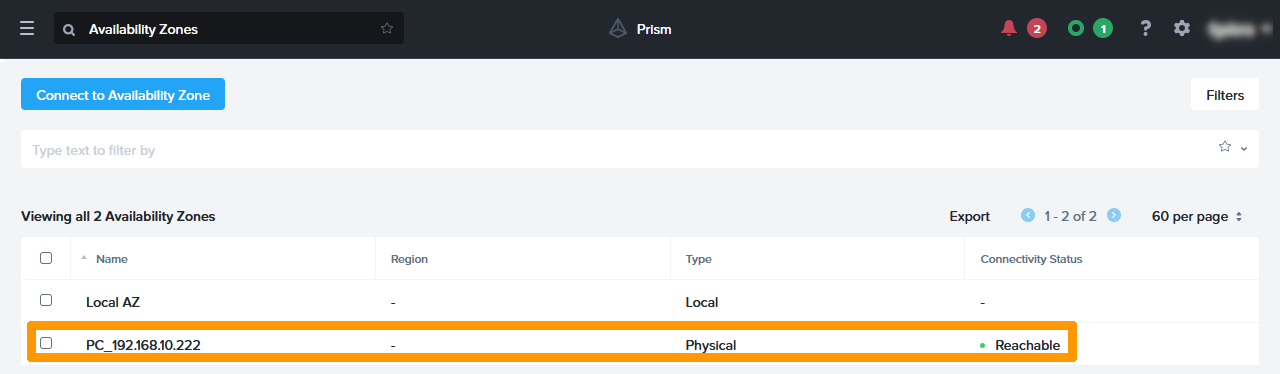 Availability Zones
Prism
2
1
?
Connect to Availability Zone
Filters
Type text to filter by
Viewing all 2 Availability Zones
Export
1 - 2 of 2
60 per page
Name Region Type Connectivity Status
Local AZ - Local -
PC_192.168.10.222 - Physical Reachable